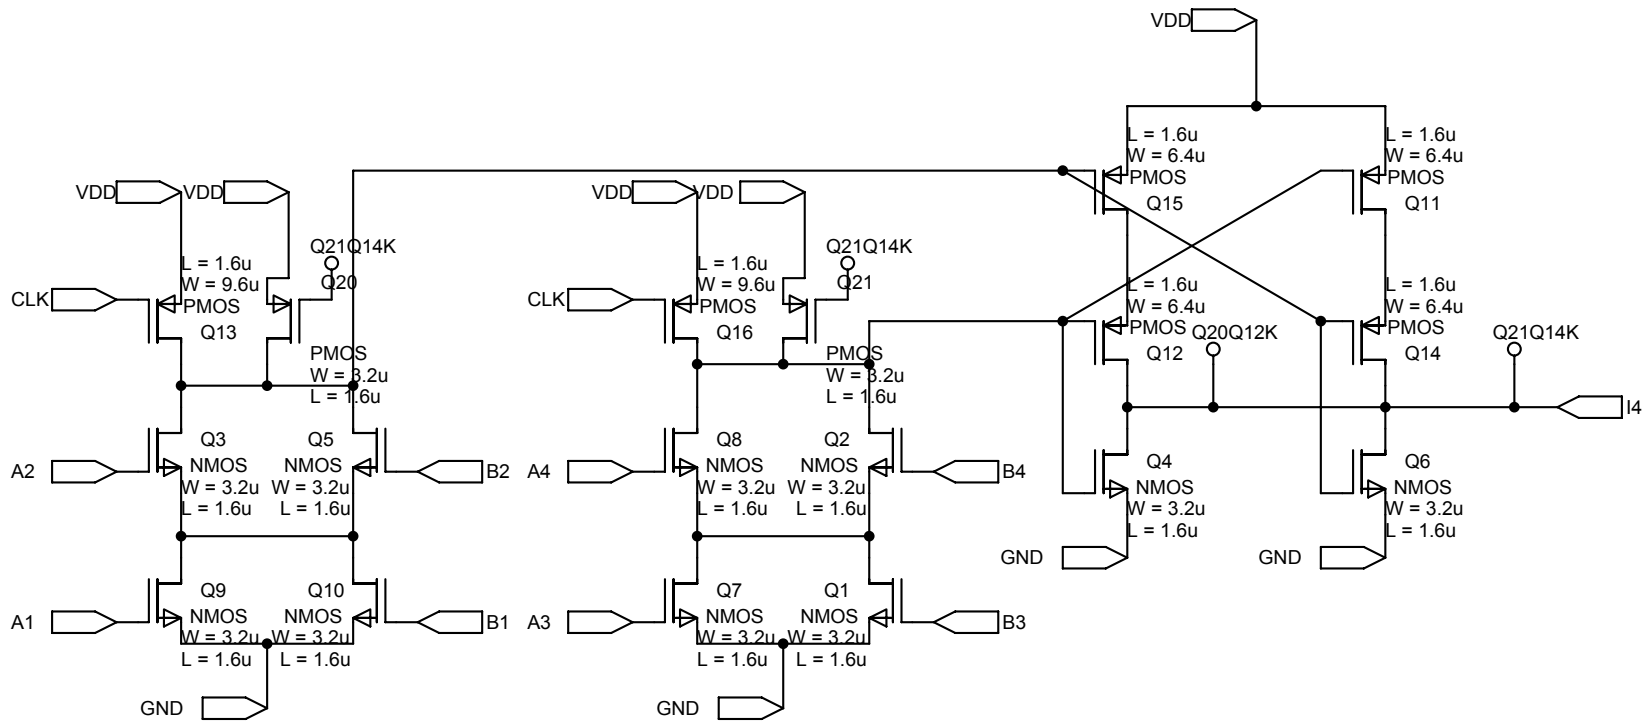 VDD
L = 1.6u
W = 6.4u
PMOS
Q15
L = 1.6u
W = 6.4u
PMOS
Q11
VDD
VDD
VDD
VDD
Q21Q14K
Q20
Q21Q14K
Q21
L = 1.6u
W = 9.6u
PMOS
Q13
CLK
L = 1.6u
W = 9.6u
PMOS
Q16
CLK
PMOS
W = 3.2u
L = 1.6u
PMOS
W = 3.2u
L = 1.6u
L = 1.6u
W = 6.4u
PMOS
Q12
Q20Q12K
L = 1.6u
W = 6.4u
PMOS
Q14
Q21Q14K
I4
A2
Q3
NMOS
W = 3.2u
L = 1.6u
Q5
NMOS
W = 3.2u
L = 1.6u
B2
A4
Q8
NMOS
W = 3.2u
L = 1.6u
Q2
NMOS
W = 3.2u
L = 1.6u
B4
Q4
NMOS
W = 3.2u
L = 1.6u
GND
Q6
NMOS
W = 3.2u
L = 1.6u
GND
A1
Q9
NMOS
W = 3.2u
L = 1.6u
Q10
NMOS
W = 3.2u
L = 1.6u
B1
GND
A3
Q7
NMOS
W = 3.2u
L = 1.6u
Q1
NMOS
W = 3.2u
L = 1.6u
B3
GND